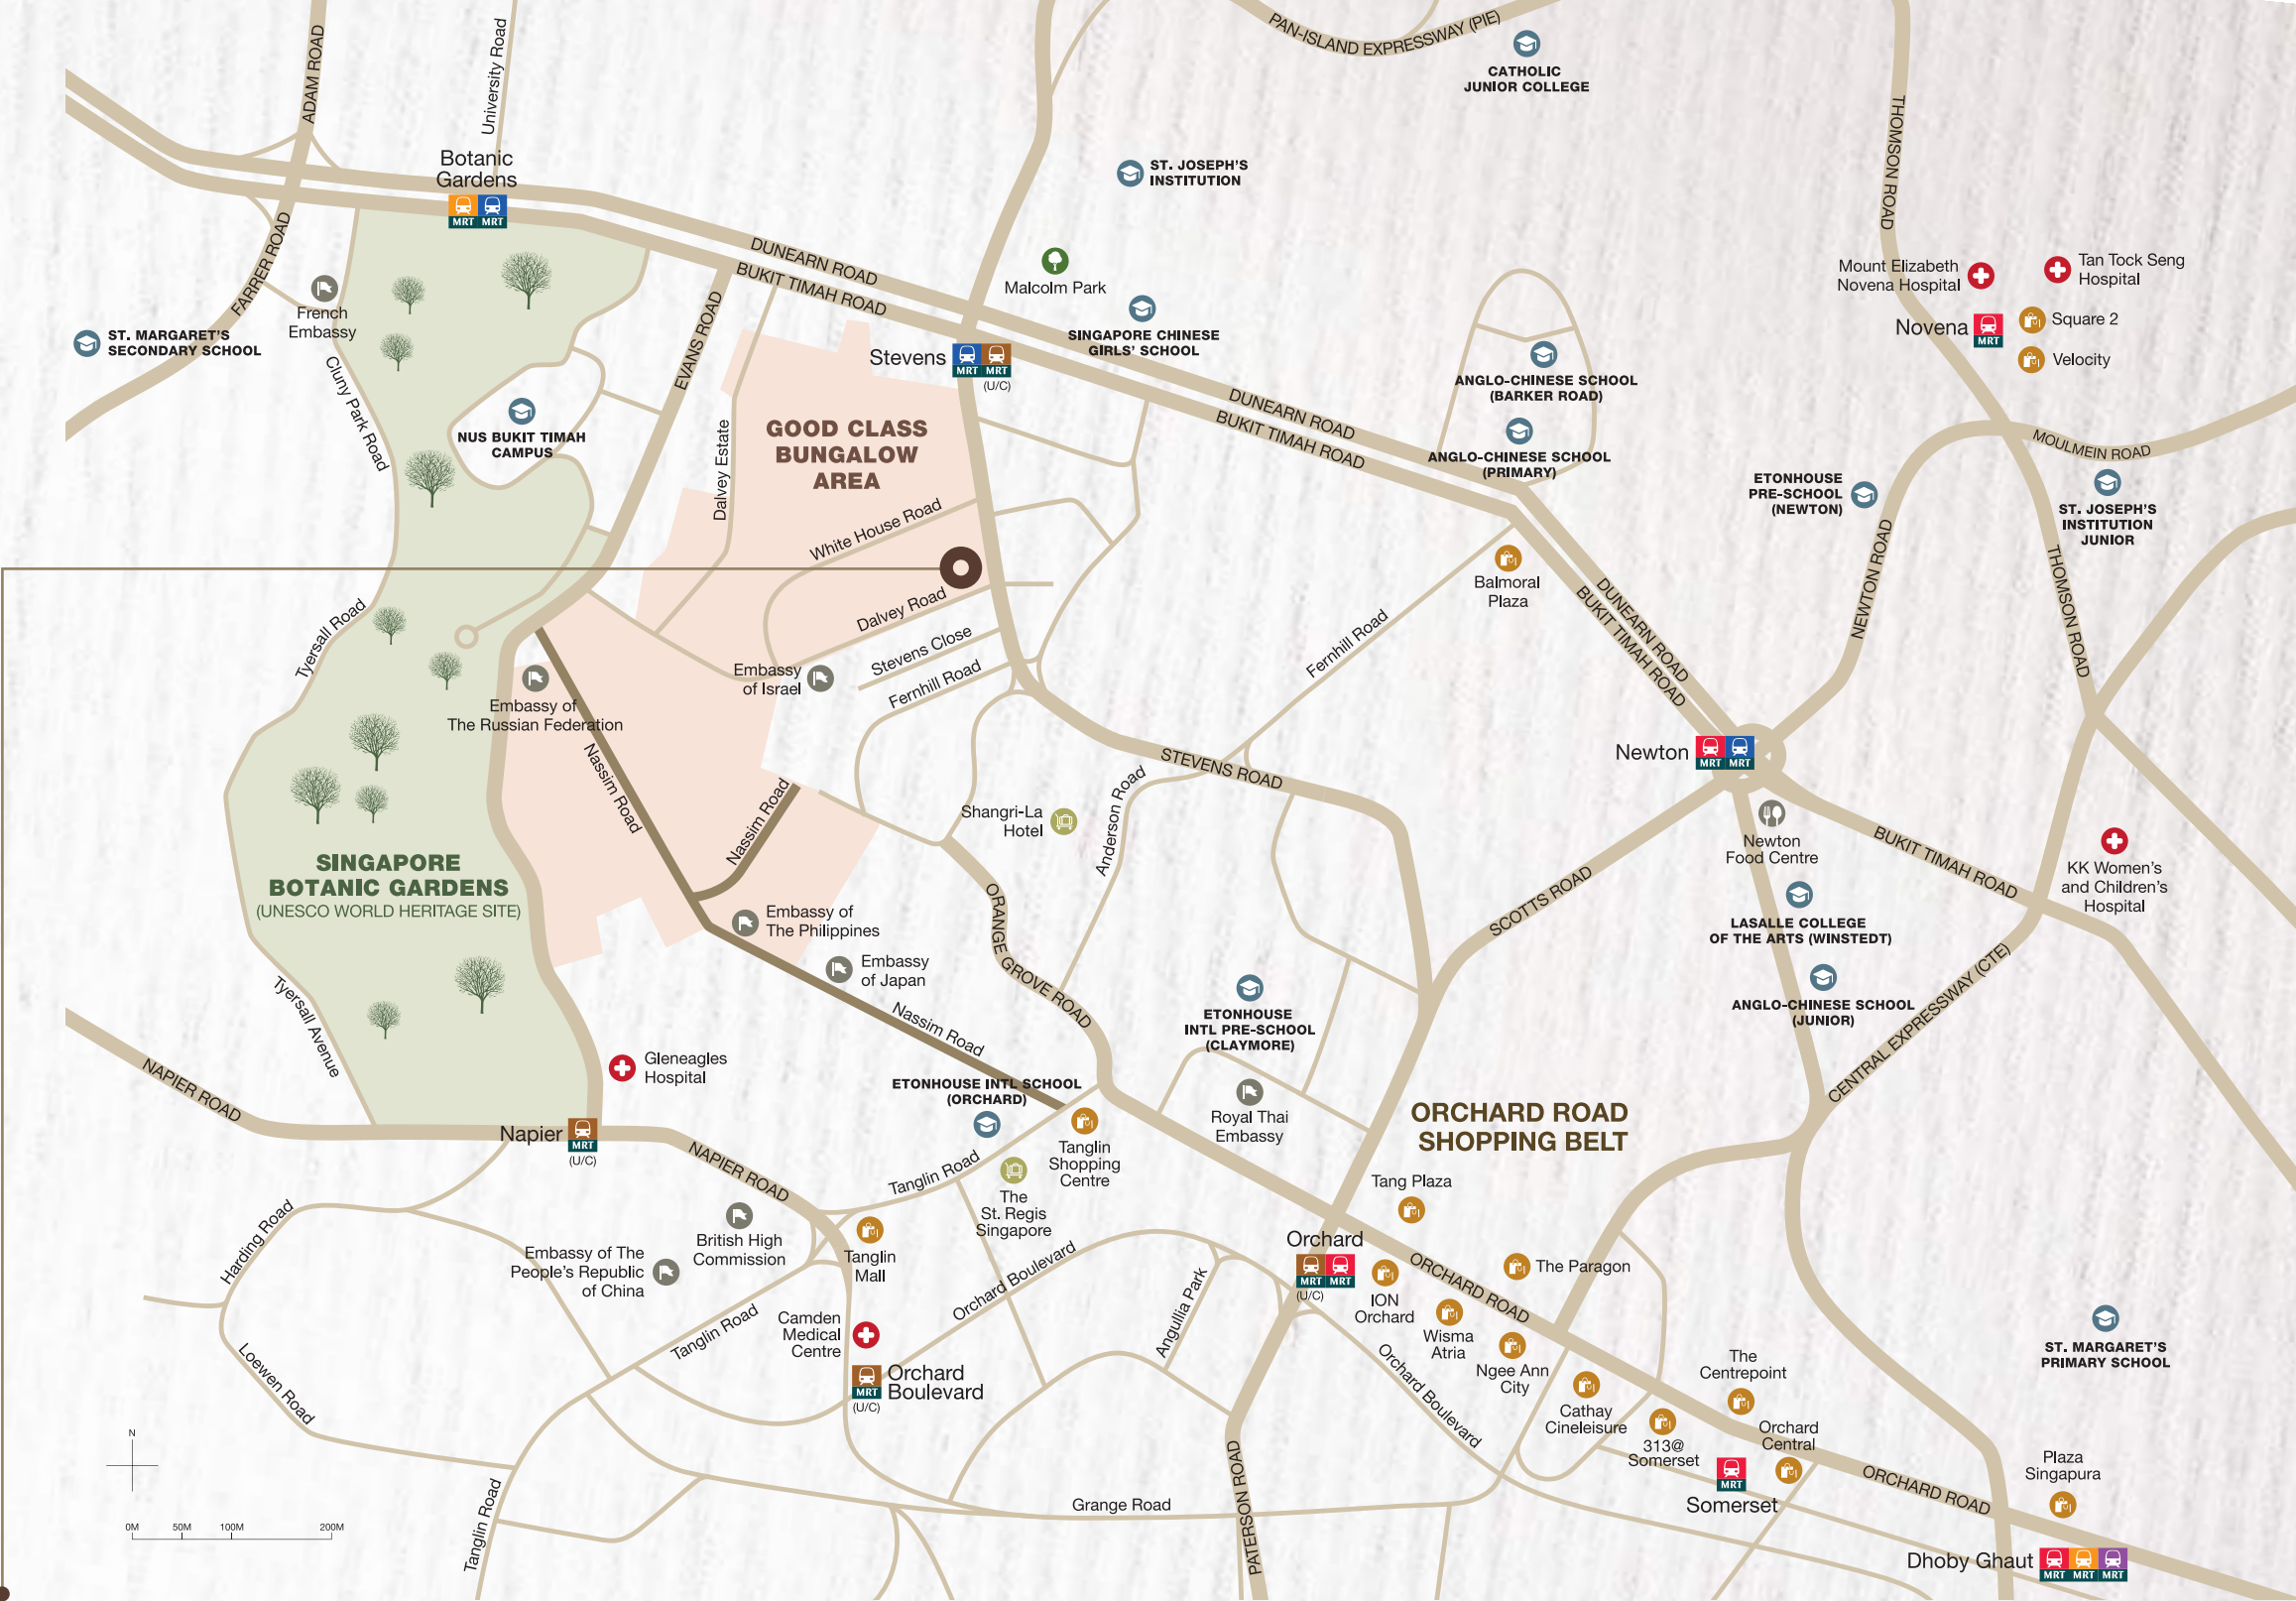 ADAM ROAD
University Road
PAN-ISLAND EXPRESSWAY (PIE)
CATHOLIC
JUNIOR COLLEGE
THOMSON ROAD
Botanic
Gardens
MRT MRT
ST. JOSEPH'S
INSTITUTION
FARRER ROAD
French
Embassy
ST. MARGARET'S
SECONDARY SCHOOL
Cluny Park Road
DUNEARN ROAD
BUKIT TIMAH ROAD
EVANS ROAD
Malcolm Park
SINGAPORE CHINESE
GIRLS' SCHOOL
Stevens
MRT MRT
(U/C)
Mount Elizabeth
Novena Hospital
Tan Tock Seng
Hospital
Novena
MRT
Square 2
Velocity
ANGLO-CHINESE SCHOOL
(BARKER ROAD)
ANGLO-CHINESE SCHOOL
(PRIMARY)
DUNEARN ROAD
BUKIT TIMAH ROAD
NUS BUKIT TIMAH
CAMPUS
Dalvey Estate
GOOD CLASS
BUNGALOW
AREA
White House Road
MOULMEIN ROAD
ETONHOUSE
PRE-SCHOOL
(NEWTON)
ST. JOSEPH'S
INSTITUTION
JUNIOR
NEWTON ROAD
THOMSON ROAD
Balmoral
Plaza
DUNEARN ROAD
BUKIT TIMAH ROAD
Tyersall Road
Dalvey Road
Stevens Close
Fernhill Road
Fernhill Road
Embassy
of Israel
Embassy of
The Russian Federation
Nassim Road
Nassim Road
STEVENS ROAD
Newton
MRT MRT
Shangri-La
Hotel
Anderson Road
Newton
Food Centre
BUKIT TIMAH ROAD
KK Women's
and Children's
Hospital
SINGAPORE
BOTANIC GARDENS
(UNESCO WORLD HERITAGE SITE)
ORANGE GROVE ROAD
SCOTTS ROAD
LASALLE COLLEGE
OF THE ARTS (WINSTEDT)
Embassy of
The Philippines
Embassy
of Japan
Nassim Road
ETONHOUSE
INTL PRE-SCHOOL
(CLAYMORE)
ANGLO-CHINESE SCHOOL
(JUNIOR)
CENTRAL EXPRESSWAY (CTE)
Tyersall Avenue
NAPIER ROAD
Gleneagles
Hospital
ETONHOUSE INTL SCHOOL
(ORCHARD)
Royal Thai
Embassy
ORCHARD ROAD
SHOPPING BELT
Napier
MRT
(U/C)
NAPIER ROAD
Tanglin Road
Tanglin
Shopping
Centre
The
St. Regis
Singapore
Tang Plaza
Harding Road
British High
Commission
Embassy of The
People's Republic
of China
Tanglin
Mall
Orchard Boulevard
Angullia Park
Orchard
MRT MRT
(U/C)
ION
Orchard
ORCHARD ROAD
The Paragon
Wisma
Atria
Ngee Ann
City
Tanglin Road
Camden
Medical
Centre
Orchard
Boulevard
MRT
(U/C)
Loewen Road
Orchard Boulevard
Cathay
Cineleisure
The
Centrepoint
ST. MARGARET'S
PRIMARY SCHOOL
313@
Somerset
Orchard
Central
MRT
Somerset
ORCHARD ROAD
Plaza
Singapura
N
0M 50M 100M 200M
Tanglin Road
Grange Road
PATERSON ROAD
Dhoby Ghaut
MRT MRT MRT